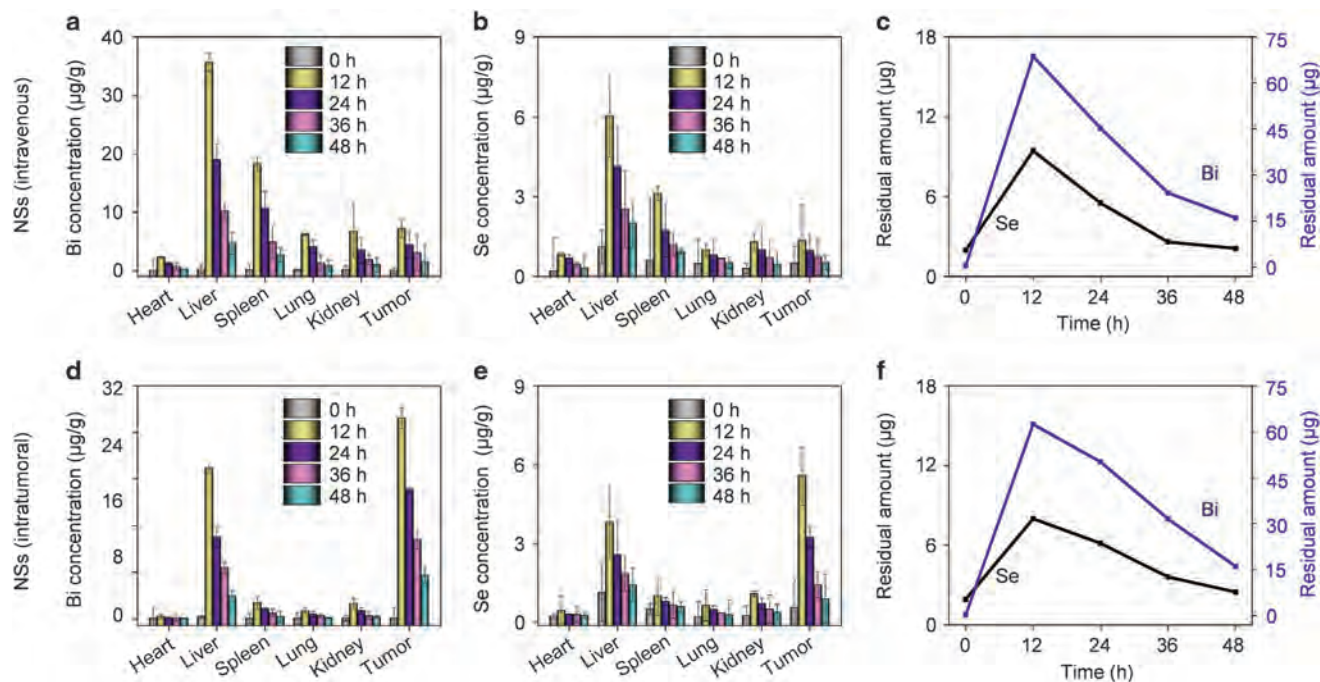 NSs (intravenous)
a
Bi concentration (µg/g)
40
30
20
10
0
0 h
12 h
24 h
36 h
48 h
Heart
Liver
Spleen
Lung
Kidney
Tumor
b
Se concentration (µg/g)
9
6
3
0
0 h
12 h
24 h
36 h
48 h
Heart
Liver
Spleen
Lung
Kidney
Tumor
c
Residual amount (µg)
18
12
6
0
Se
Bi
75
60
45
30
15
0
Residual amount (µg)
0 12 24 36 48
Time (h)
NSs (intratumoral)
d
Bi concentration (µg/g)
32
24
16
8
0
0 h
12 h
24 h
36 h
48 h
Heart
Liver
Spleen
Lung
Kidney
Tumor
e
Se concentration (µg/g)
9
6
3
0
0 h
12 h
24 h
36 h
48 h
Heart
Liver
Spleen
Lung
Kidney
Tumor
f
Residual amount (µg)
18
12
6
0
Se
Bi
75
60
45
30
15
0
Residual amount (µg)
0 12 24 36 48
Time (h)